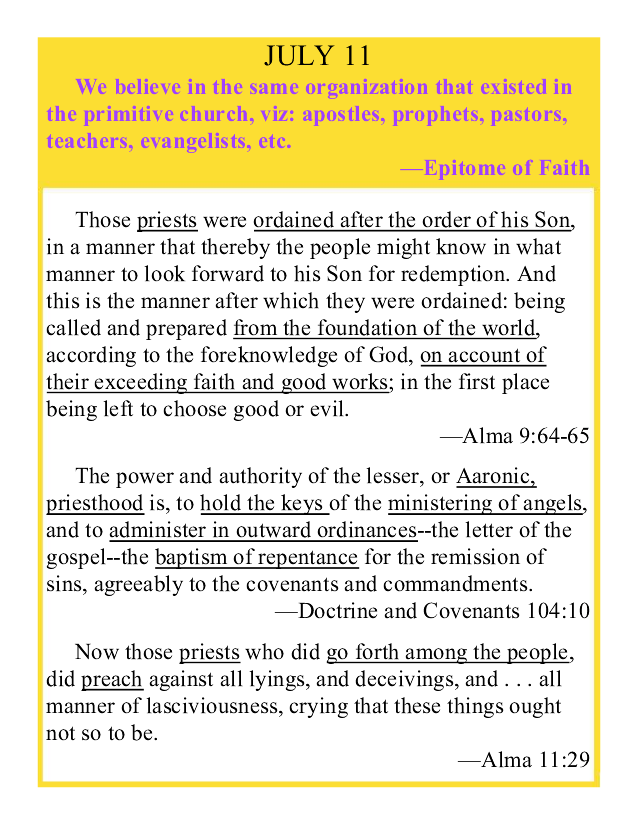 JULY 11
We believe in the same organization that existed in
the primitive church, viz: apostles, prophets, pastors,
teachers, evangelists, etc.
—Epitome of Faith
Those priests were ordained after the order of his Son,
in a manner that thereby the people might know in what
manner to look forward to his Son for redemption. And
this is the manner after which they were ordained: being
called and prepared from the foundation of the world,
according to the foreknowledge of God, on account of
their exceeding faith and good works; in the first place
being left to choose good or evil.
—Alma 9:64-65
The power and authority of the lesser, or Aaronic,
priesthood is, to hold the keys of the ministering of angels,
and to administer in outward ordinances--the letter of the
gospel--the baptism of repentance for the remission of
sins, agreeably to the covenants and commandments.
—Doctrine and Covenants 104:10
Now those priests who did go forth among the people,
did preach against all lyings, and deceivings, and . . . all
manner of lasciviousness, crying that these things ought
not so to be.
—Alma 11:29